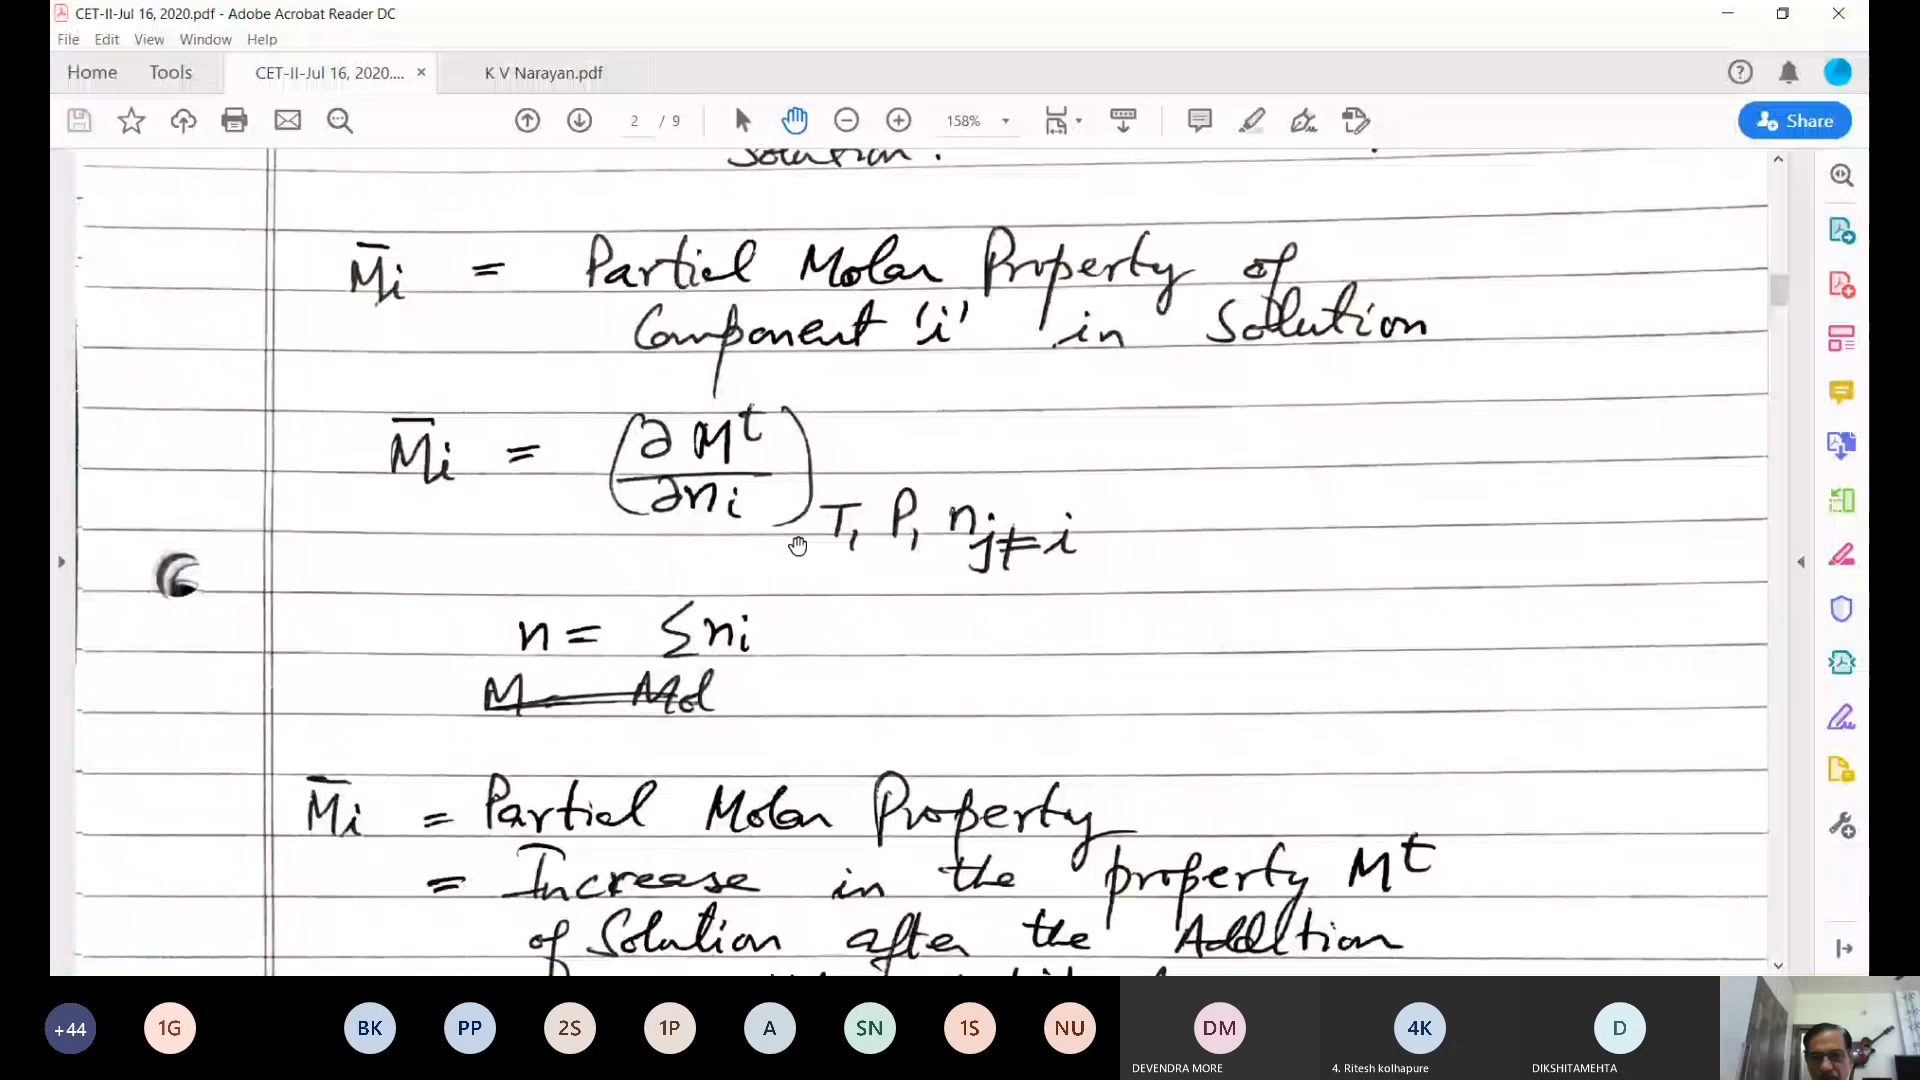 CET-II-Jul 16, 2020.pdf - Adobe Acrobat Reader DC
File Edit View Window Help
Home Tools CET-II-Jul 16, 2020.... × K V Narayan.pdf
2 / 9 158% Share
Solution.
M̄i = Partial Molar Property of
Component 'i' in Solution
M̄i = (∂Mᵗ/∂ni) T, P, nj≠i
n = Σni
M = Mol
M̄i = Partial Molar Property
= Increase in the property Mᵗ
of Solution after the Addition
+44 1G BK PP 2S 1P A SN 1S NU DM 4K D
DEVENDRA MORE 4. Ritesh kolhapure DIKSHITAMEHTA